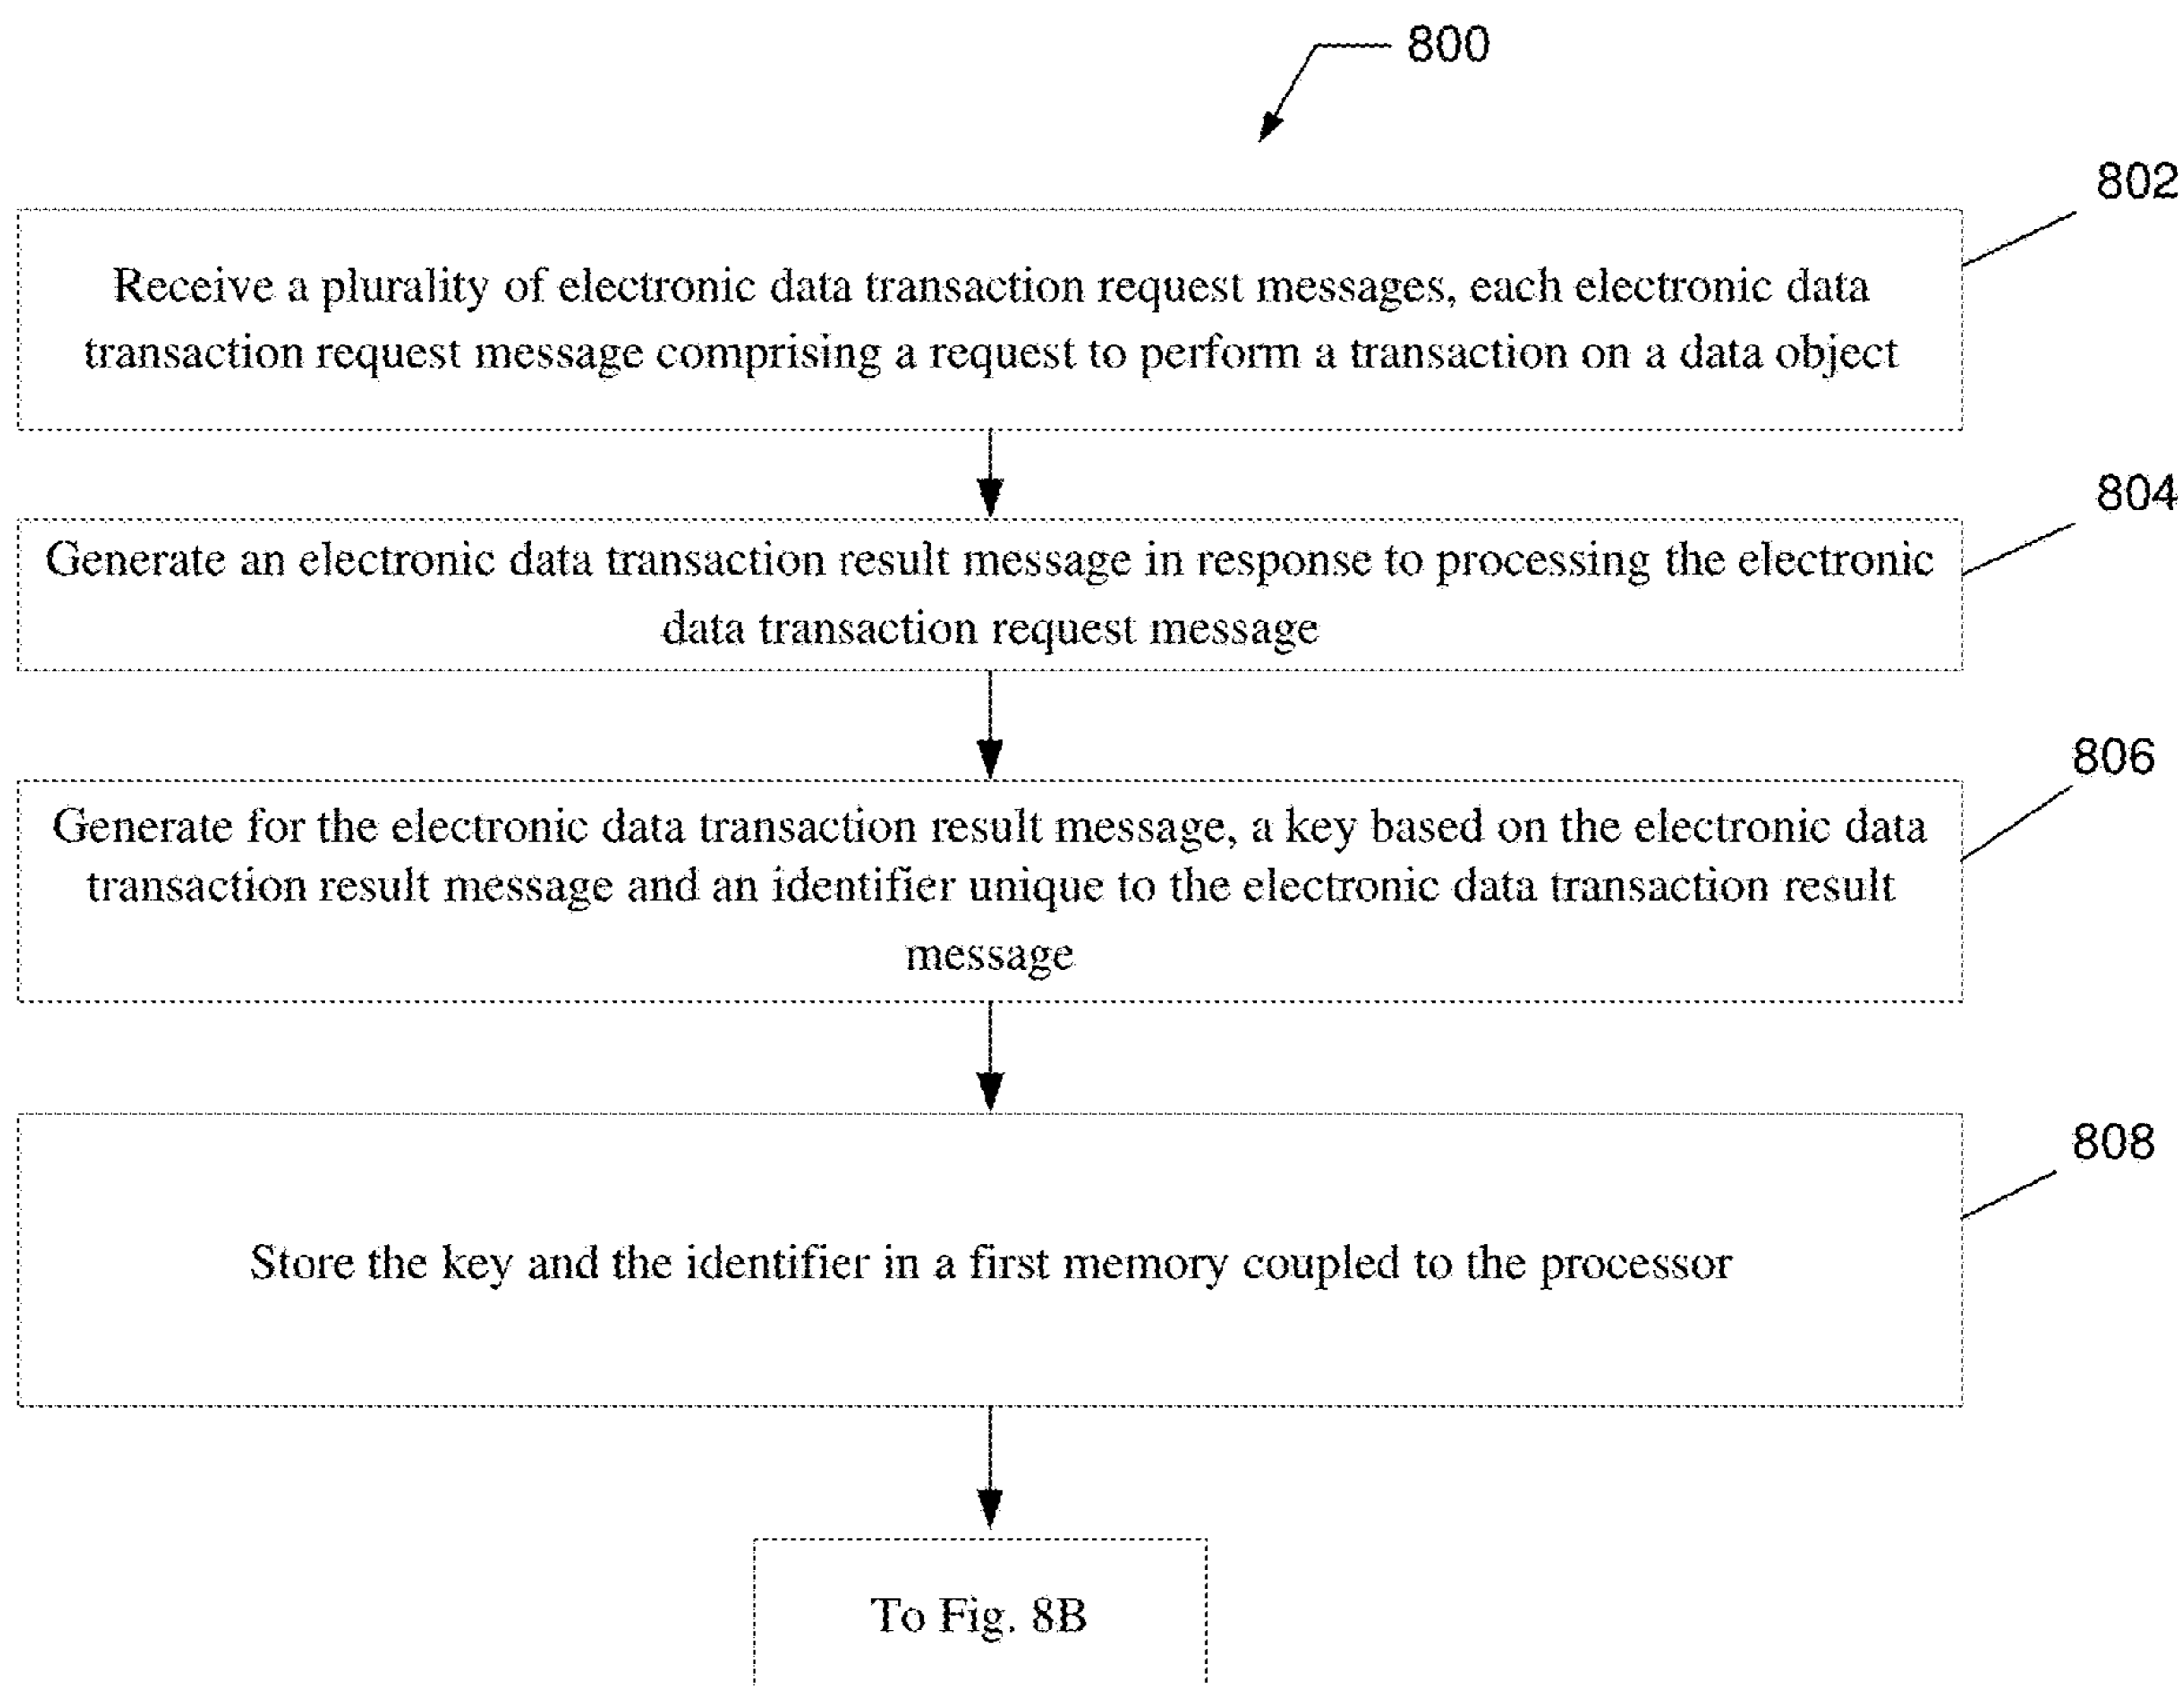 800
802
Receive a plurality of electronic data transaction request messages, each electronic data
transaction request message comprising a request to perform a transaction on a data object
804
Generate an electronic data transaction result message in response to processing the electronic
data transaction request message
806
Generate for the electronic data transaction result message, a key based on the electronic data
transaction result message and an identifier unique to the electronic data transaction result
message
808
Store the key and the identifier in a first memory coupled to the processor
To Fig. 8B